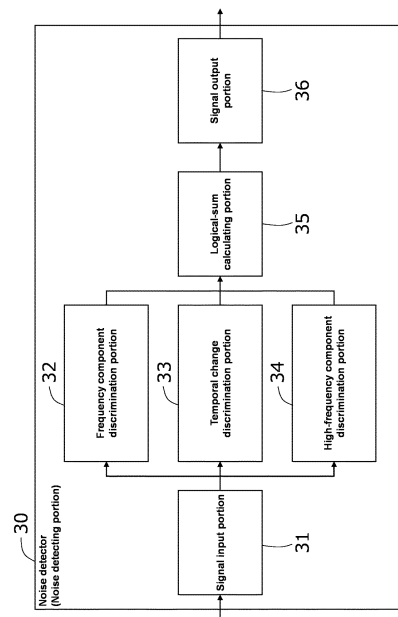 30
Noise detector
(Noise detecting portion)
Signal input portion
31
32
Frequency component
discrimination portion
33
Temporal change
discrimination portion
34
High-frequency component
discrimination portion
Logical-sum
calculating portion
35
Signal output
portion
36